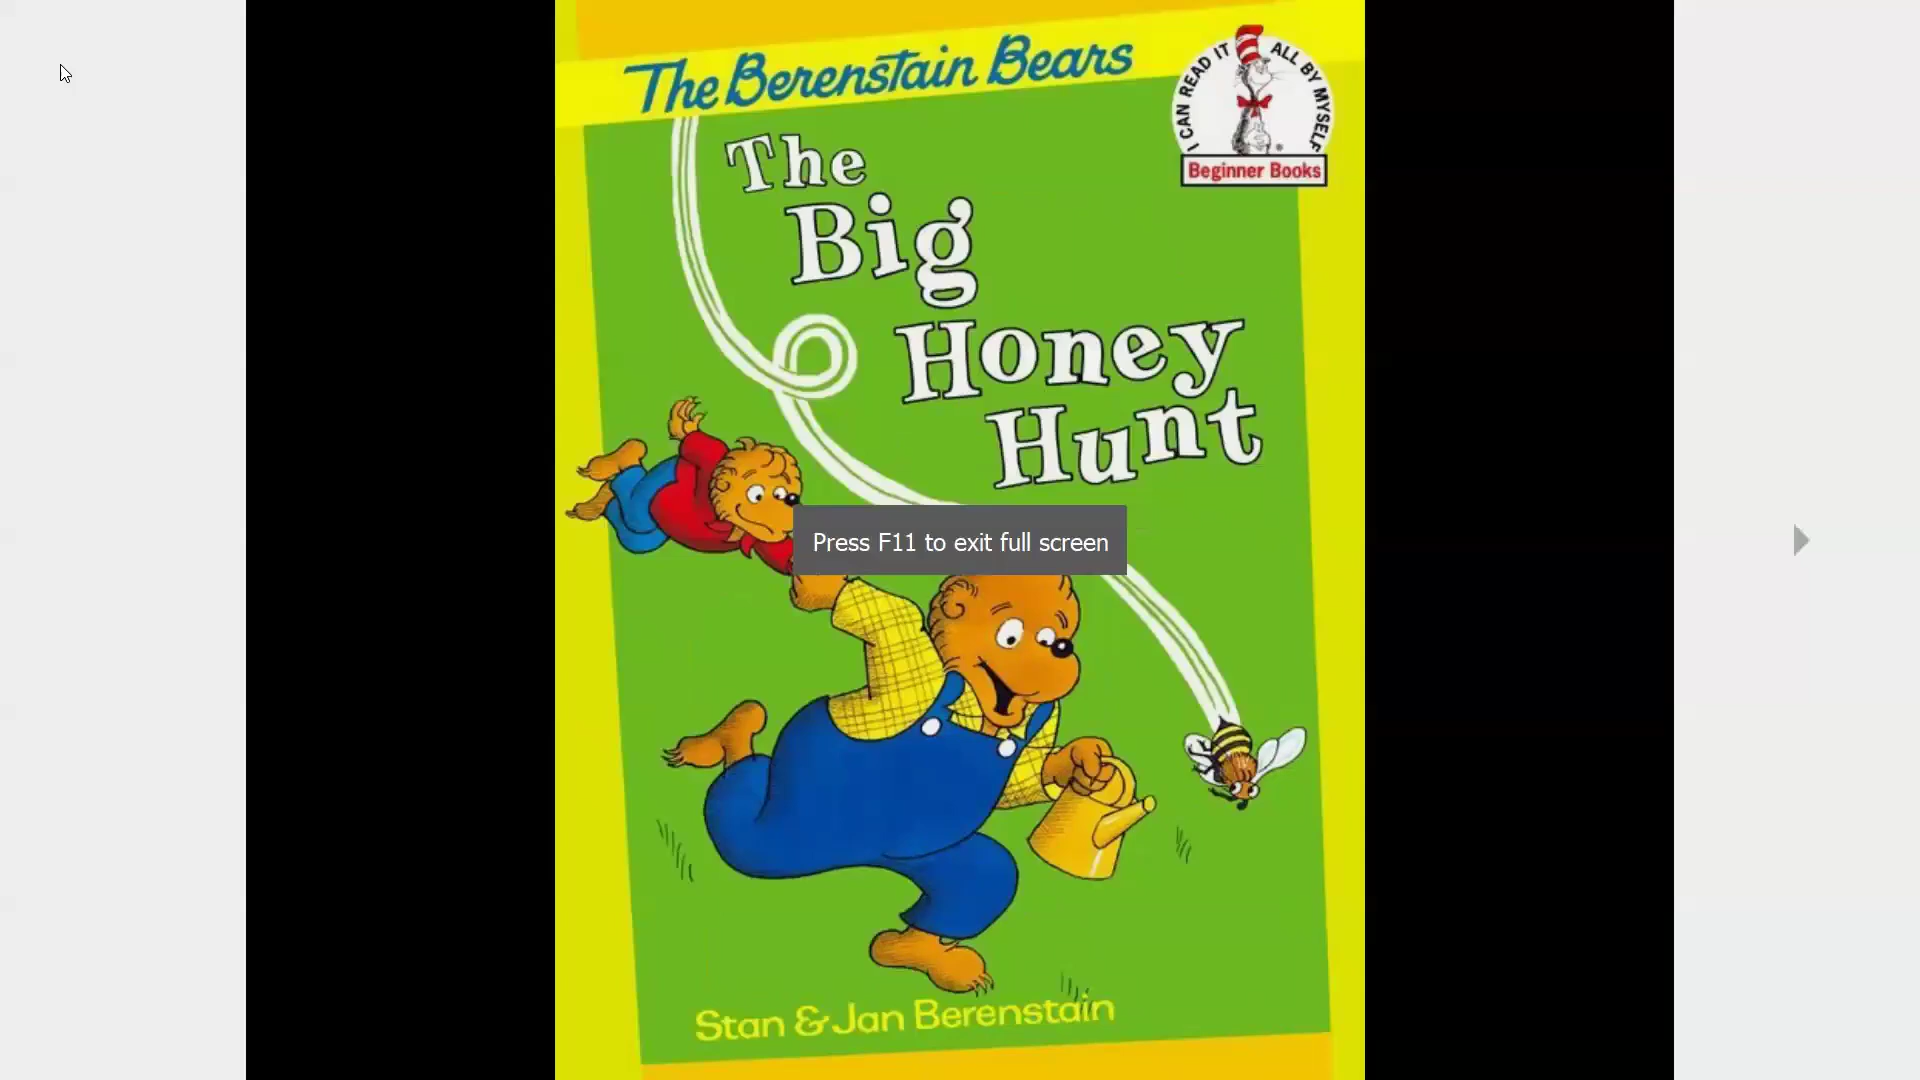 The Berenstain Bears
I CAN READ IT ALL BY MYSELF
Beginner Books
The
Big
Honey
Hunt
Press F11 to exit full screen
Stan & Jan Berenstain